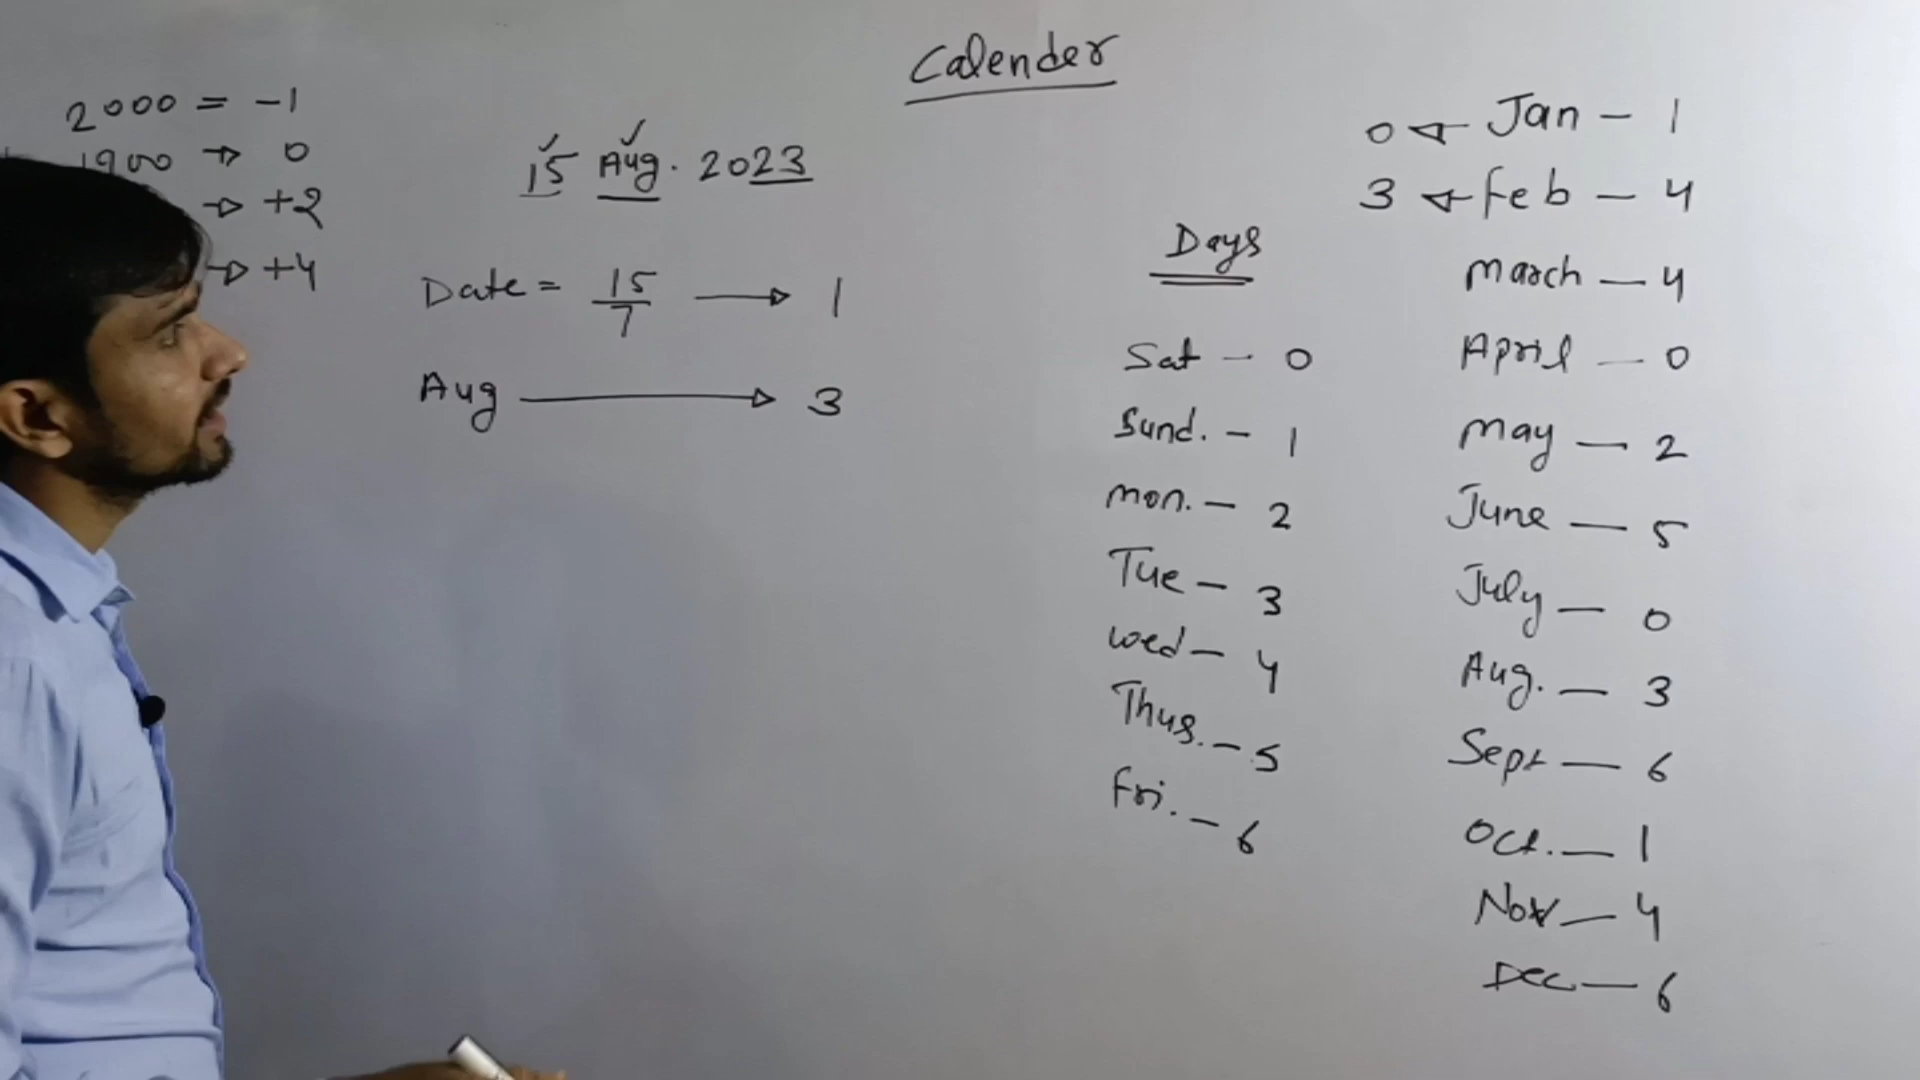 Calender
2000 = -1
1900 → 0
→ +2
→ +4
15 Aug. 2023
Date = 15/7 → 1
Aug → 3
Days
Sat - 0
Sund. - 1
Mon. - 2
Tue - 3
Wed - 4
Thus. - 5
Fri. - 6
0 ← Jan - 1
3 ← Feb - 4
March - 4
April - 0
May - 2
June - 5
July - 0
Aug. - 3
Sept - 6
Oct. - 1
Nov - 4
Dec - 6